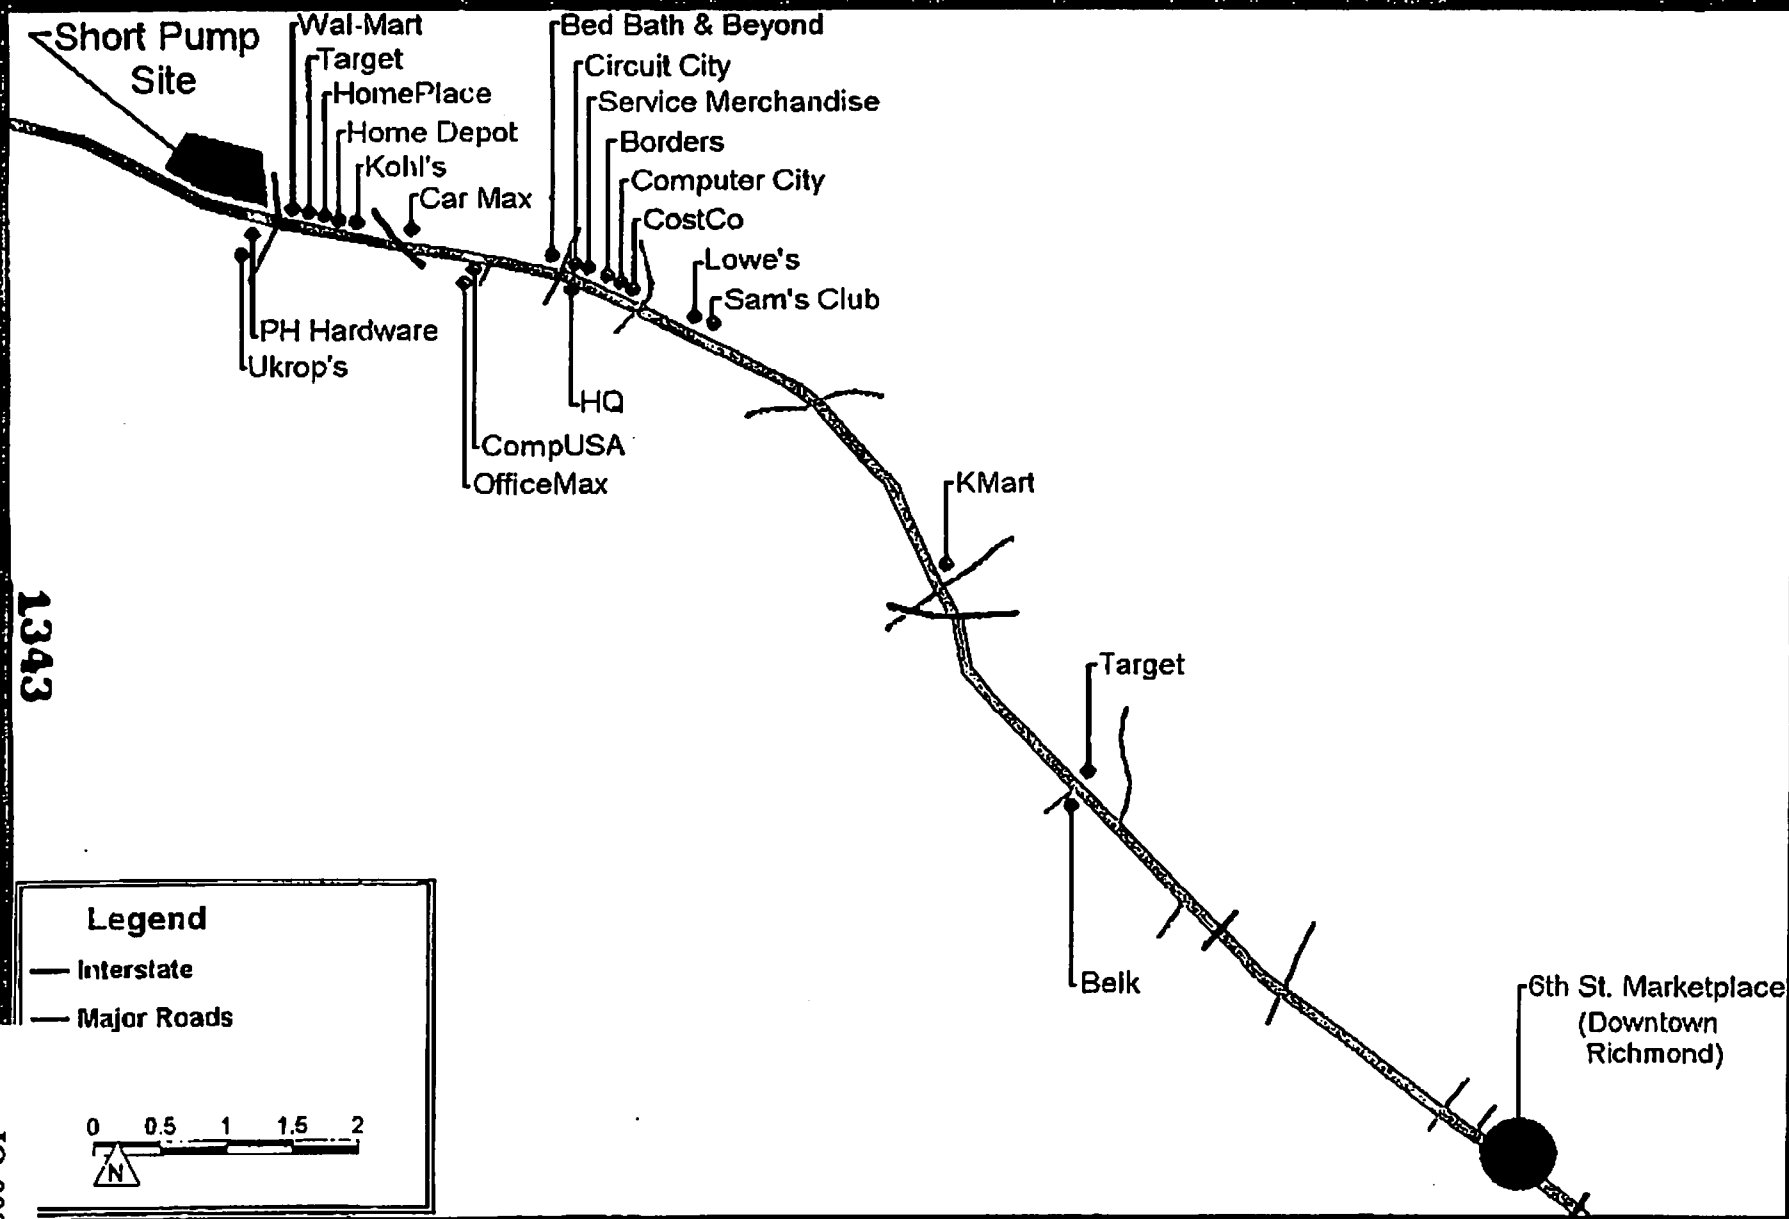 Short Pump
Site
Wal-Mart
Target
HomePlace
Home Depot
Kohl's
Car Max
Bed Bath & Beyond
Circuit City
Service Merchandise
Borders
Computer City
CostCo
Lowe's
Sam's Club
PH Hardware
Ukrop's
HQ
CompUSA
OfficeMax
KMart
1343
Target
Belk
6th St. Marketplace
(Downtown
Richmond)
Legend
Interstate
Major Roads
0 0.5 1 1.5 2
N